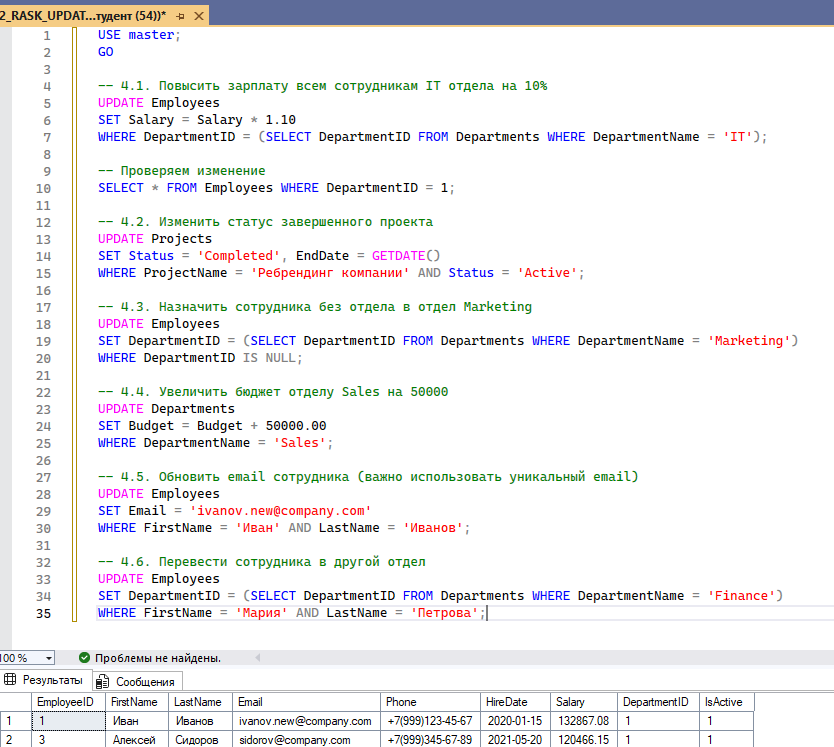 2_RASK_UPDAT...тудент (54))*
1 USE master;
2 GO
3
4 -- 4.1. Повысить зарплату всем сотрудникам IT отдела на 10%
5 UPDATE Employees
6 SET Salary = Salary * 1.10
7 WHERE DepartmentID = (SELECT DepartmentID FROM Departments WHERE DepartmentName = 'IT');
8
9 -- Проверяем изменение
10 SELECT * FROM Employees WHERE DepartmentID = 1;
11
12 -- 4.2. Изменить статус завершенного проекта
13 UPDATE Projects
14 SET Status = 'Completed', EndDate = GETDATE()
15 WHERE ProjectName = 'Ребрендинг компании' AND Status = 'Active';
16
17 -- 4.3. Назначить сотрудника без отдела в отдел Marketing
18 UPDATE Employees
19 SET DepartmentID = (SELECT DepartmentID FROM Departments WHERE DepartmentName = 'Marketing')
20 WHERE DepartmentID IS NULL;
21
22 -- 4.4. Увеличить бюджет отделу Sales на 50000
23 UPDATE Departments
24 SET Budget = Budget + 50000.00
25 WHERE DepartmentName = 'Sales';
26
27 -- 4.5. Обновить email сотрудника (важно использовать уникальный email)
28 UPDATE Employees
29 SET Email = 'ivanov.new@company.com'
30 WHERE FirstName = 'Иван' AND LastName = 'Иванов';
31
32 -- 4.6. Перевести сотрудника в другой отдел
33 UPDATE Employees
34 SET DepartmentID = (SELECT DepartmentID FROM Departments WHERE DepartmentName = 'Finance')
35 WHERE FirstName = 'Мария' AND LastName = 'Петрова';
100 % Проблемы не найдены.
Результаты Сообщения
EmployeeID FirstName LastName Email Phone HireDate Salary DepartmentID IsActive
1 1 Иван Иванов ivanov.new@company.com +7(999)123-45-67 2020-01-15 132867.08 1 1
2 3 Алексей Сидоров sidorov@company.com +7(999)345-67-89 2021-05-20 120466.15 1 1